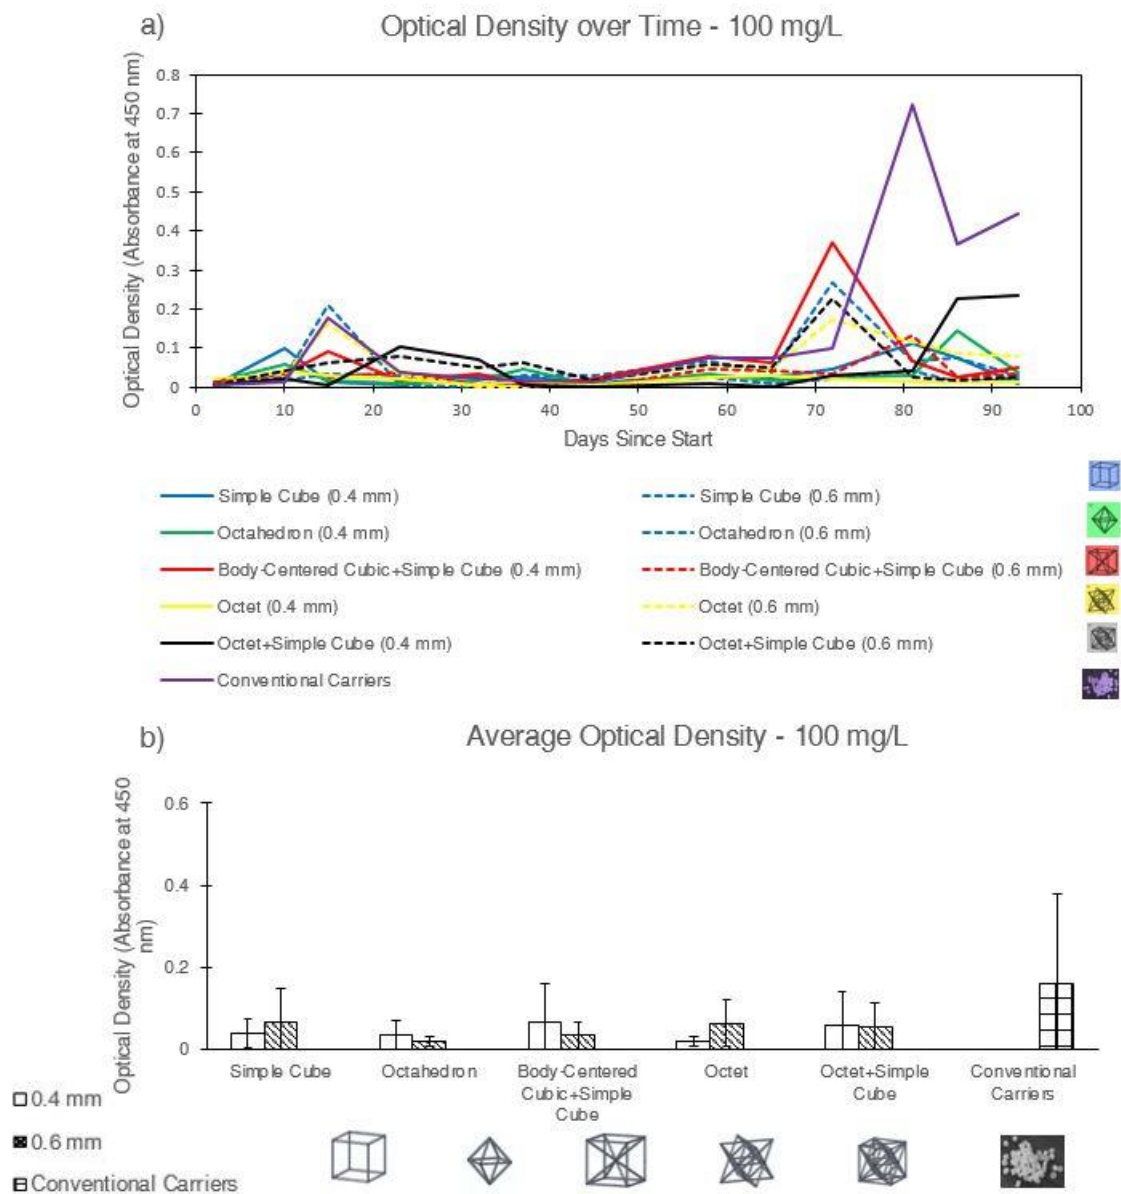 a) Optical Density over Time - 100 mg/L
Optical Density (Absorbance at 450 nm)
0.8
0.7
0.6
0.5
0.4
0.3
0.2
0.1
0
0 10 20 30 40 50 60 70 80 90 100
Days Since Start
Simple Cube (0.4 mm) Simple Cube (0.6 mm)
Octahedron (0.4 mm) Octahedron (0.6 mm)
Body-Centered Cubic+Simple Cube (0.4 mm) Body-Centered Cubic+Simple Cube (0.6 mm)
Octet (0.4 mm) Octet (0.6 mm)
Octet+Simple Cube (0.4 mm) Octet+Simple Cube (0.6 mm)
Conventional Carriers
b) Average Optical Density - 100 mg/L
Optical Density (Absorbance at 450
nm)
0.6
0.4
0.2
0
Simple Cube Octahedron Body-Centered Octet Octet+Simple Conventional
Cubic+Simple Cube Carriers
Cube
0.4 mm
0.6 mm
Conventional Carriers